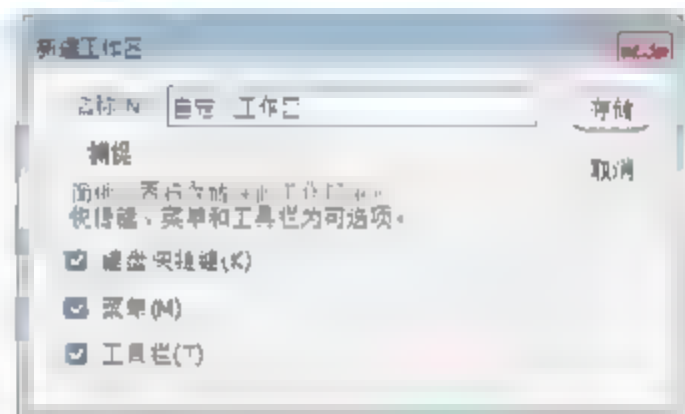 新建工作区
名称 N 自定 工作区
存储
捕捉
取消
快捷键、菜单和工具栏为可选项。
键盘快捷键(K)
菜单(M)
工具栏(T)